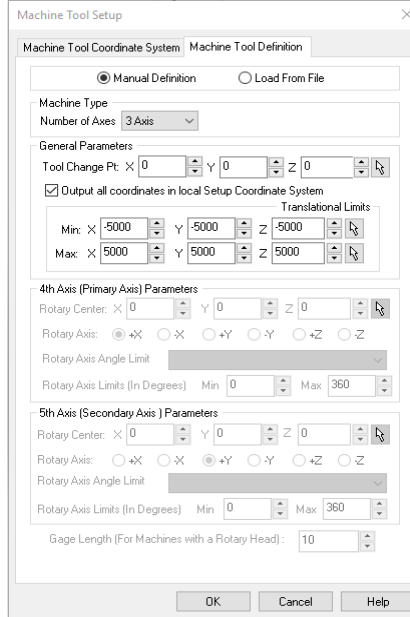 Machine Tool Setup
Machine Tool Coordinate System Machine Tool Definition
Manual Definition Load From File
Machine Type
Number of Axes 3 Axis
General Parameters
Tool Change Pt: X 0 Y 0 Z 0
Output all coordinates in local Setup Coordinate System
Translational Limits
Min: X -5000 Y -5000 Z -5000
Max: X 5000 Y 5000 Z 5000
4th Axis (Primary Axis) Parameters
Rotary Center: X 0 Y 0 Z 0
Rotary Axis: +X -X +Y -Y +Z -Z
Rotary Axis Angle Limit
Rotary Axis Limits (In Degrees) Min 0 Max 360
5th Axis (Secondary Axis ) Parameters
Rotary Center: X 0 Y 0 Z 0
Rotary Axis: +X -X +Y -Y +Z -Z
Rotary Axis Angle Limit
Rotary Axis Limits (In Degrees) Min 0 Max 360
Gage Length (For Machines with a Rotary Head) : 10
OK Cancel Help